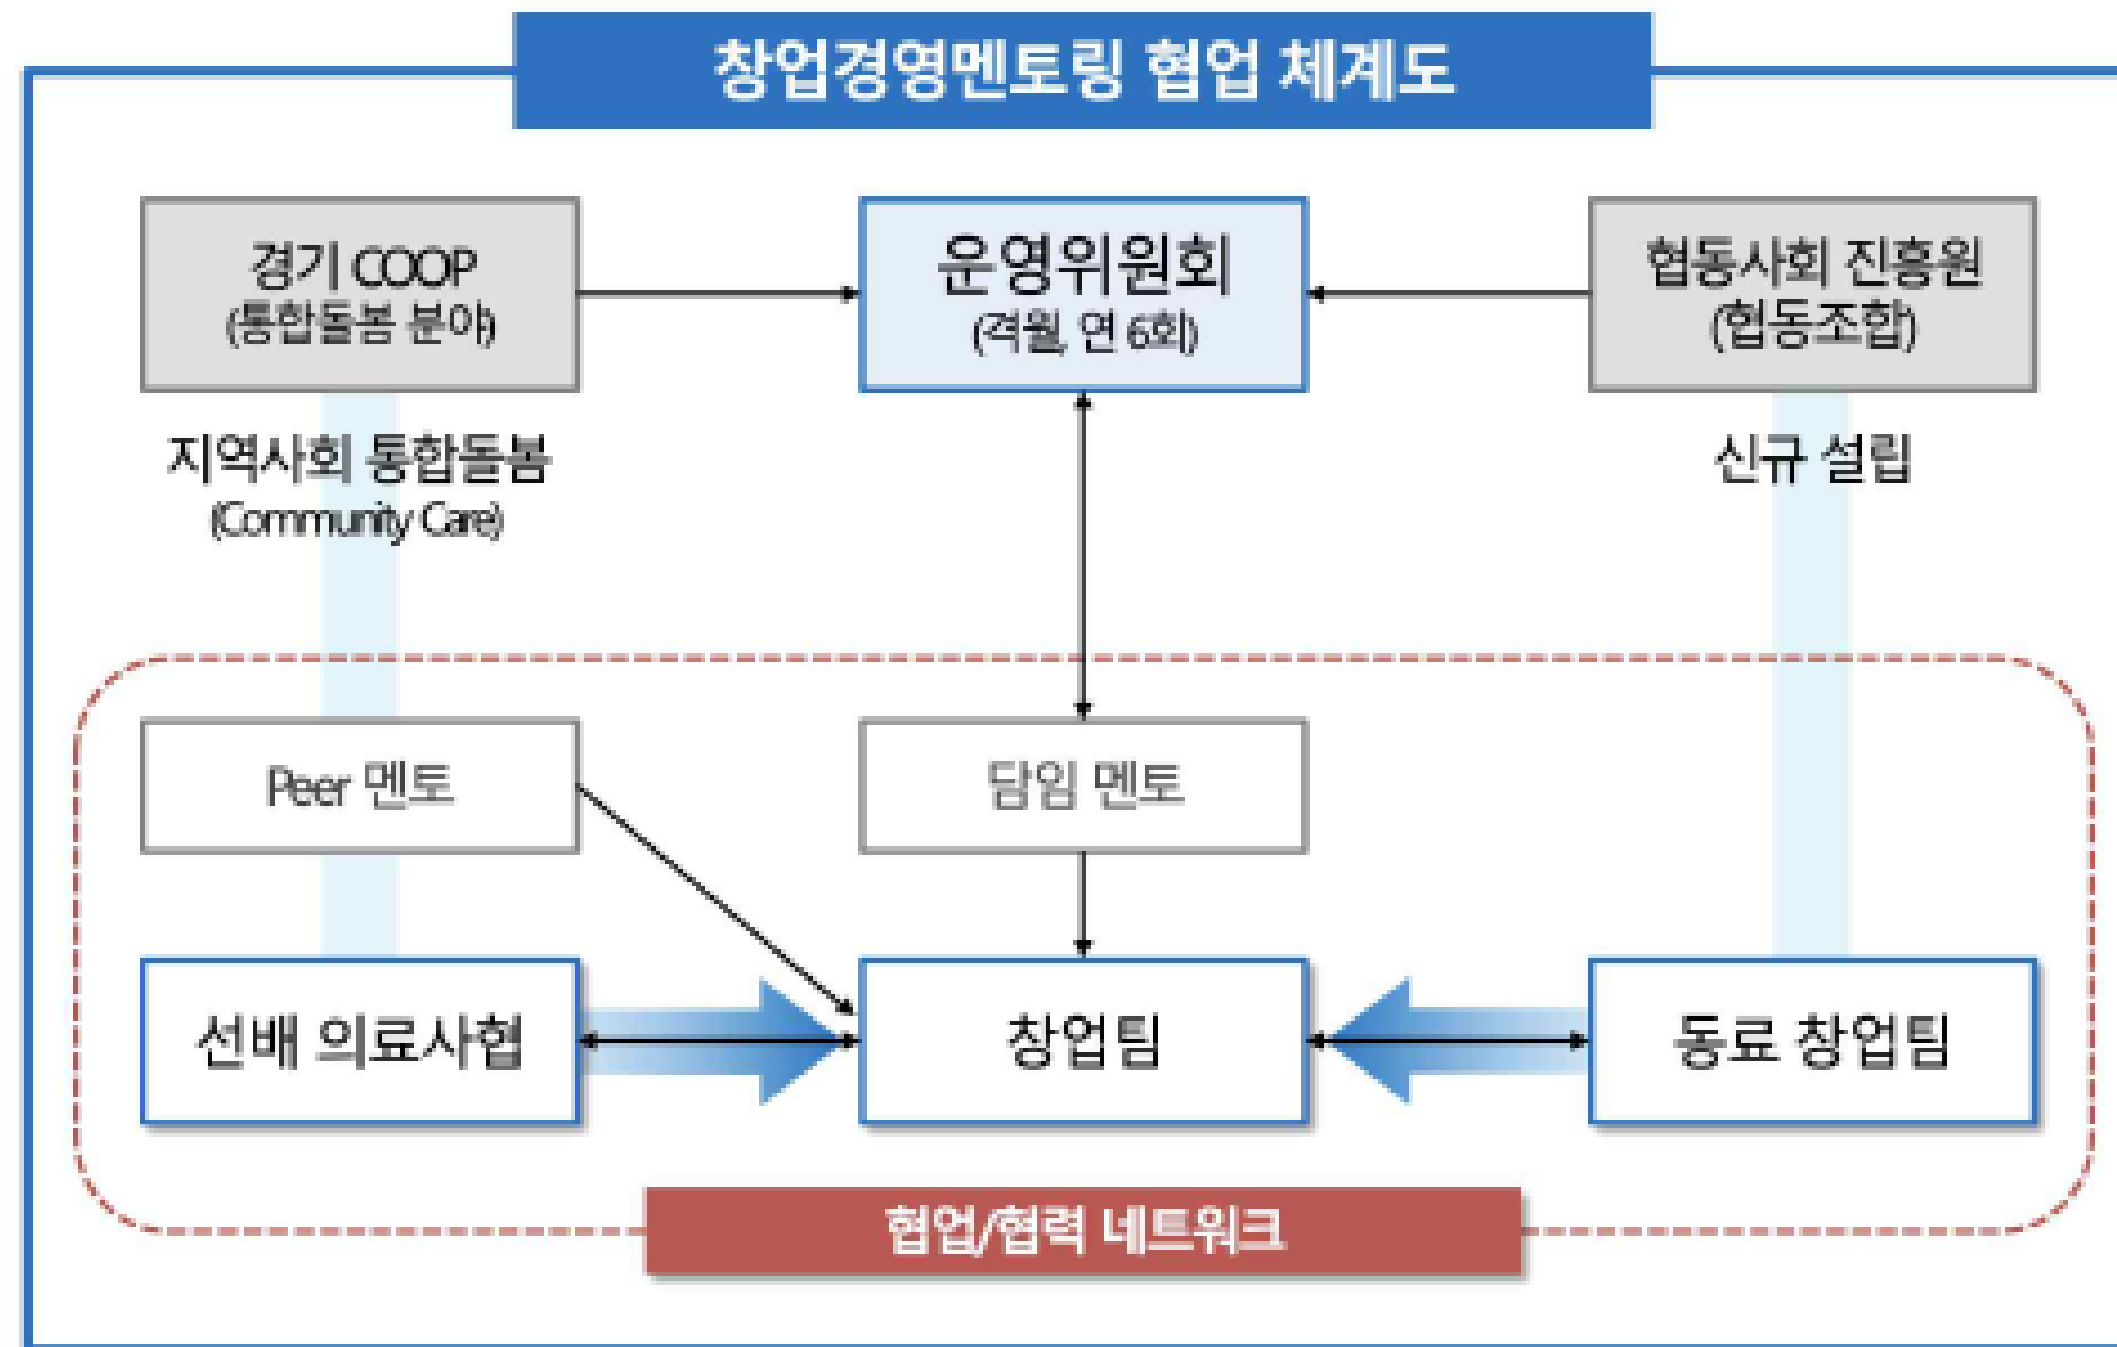 창업경영멘토링 협업 체계도
경기 COOP
(통합돌봄 분야)
운영위원회
(격월, 연 6회)
협동사회 진흥원
(협동조합)
지역사회 통합돌봄
(Community Care)
신규 설립
Peer 멘토
담임 멘토
선배 의료사협
창업팀
동료 창업팀
협업/협력 네트워크